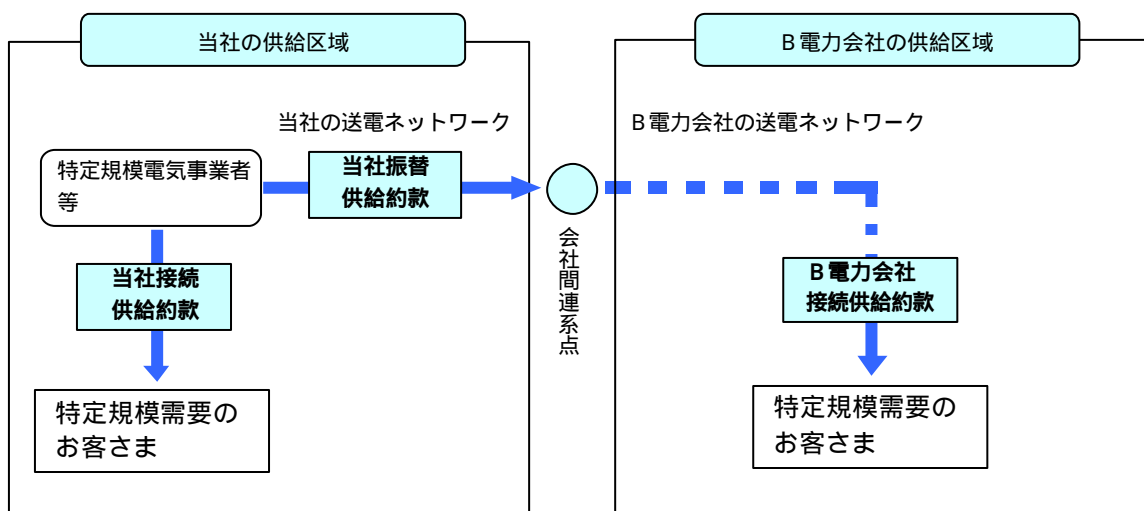 当社の供給区域
B電力会社の供給区域
当社の送電ネットワーク
B電力会社の送電ネットワーク
特定規模電気事業者
等
当社振替
供給約款
会社間連系点
当社接続
供給約款
B電力会社
接続供給約款
特定規模需要の
お客さま
特定規模需要の
お客さま